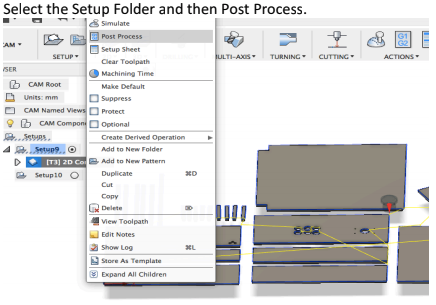 Select the Setup Folder and then Post Process.
Simulate
Post Process
Setup Sheet
Clear Toolpath
Machining Time
Make Default
Suppress
Protect
Optional
Create Derived Operation
Add to New Folder
Add to New Pattern
Duplicate ⌘D
Cut
Copy
Delete ⌦
View Toolpath
Edit Notes
Show Log ⌘L
Store As Template
Expand All Children
CAM
SETUP
MULTI-AXIS
TURNING
CUTTING
ACTIONS
G1
G2
WSER
CAM Root
Units: mm
CAM Named Views
CAM Compon
Setups
Setup9
[T3] 2D Co
Setup10